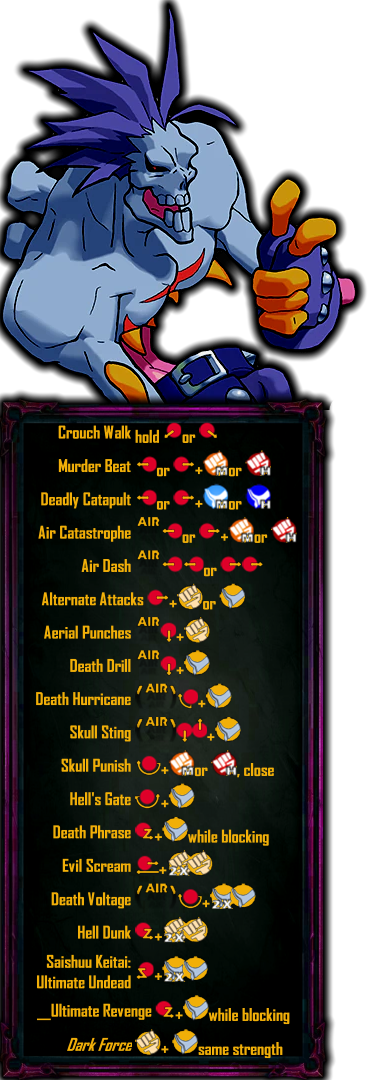 Crouch Walk hold or
Murder Beat or + M or H
Deadly Catapult or + M or H
Air Catastrophe AIR or + M or H
Air Dash AIR or
Alternate Attacks + or
Aerial Punches AIR +
Death Drill AIR +
Death Hurricane (AIR) +
Skull Sting (AIR) +
Skull Punish + M or H, close
Hell's Gate +
Death Phrase Z + while blocking
Evil Scream + 2X
Death Voltage (AIR) + 2X
Hell Dunk Z + 2X
Saishuu Keitai:
Ultimate Undead + 2X
__Ultimate Revenge Z + while blocking
Dark Force + same strength